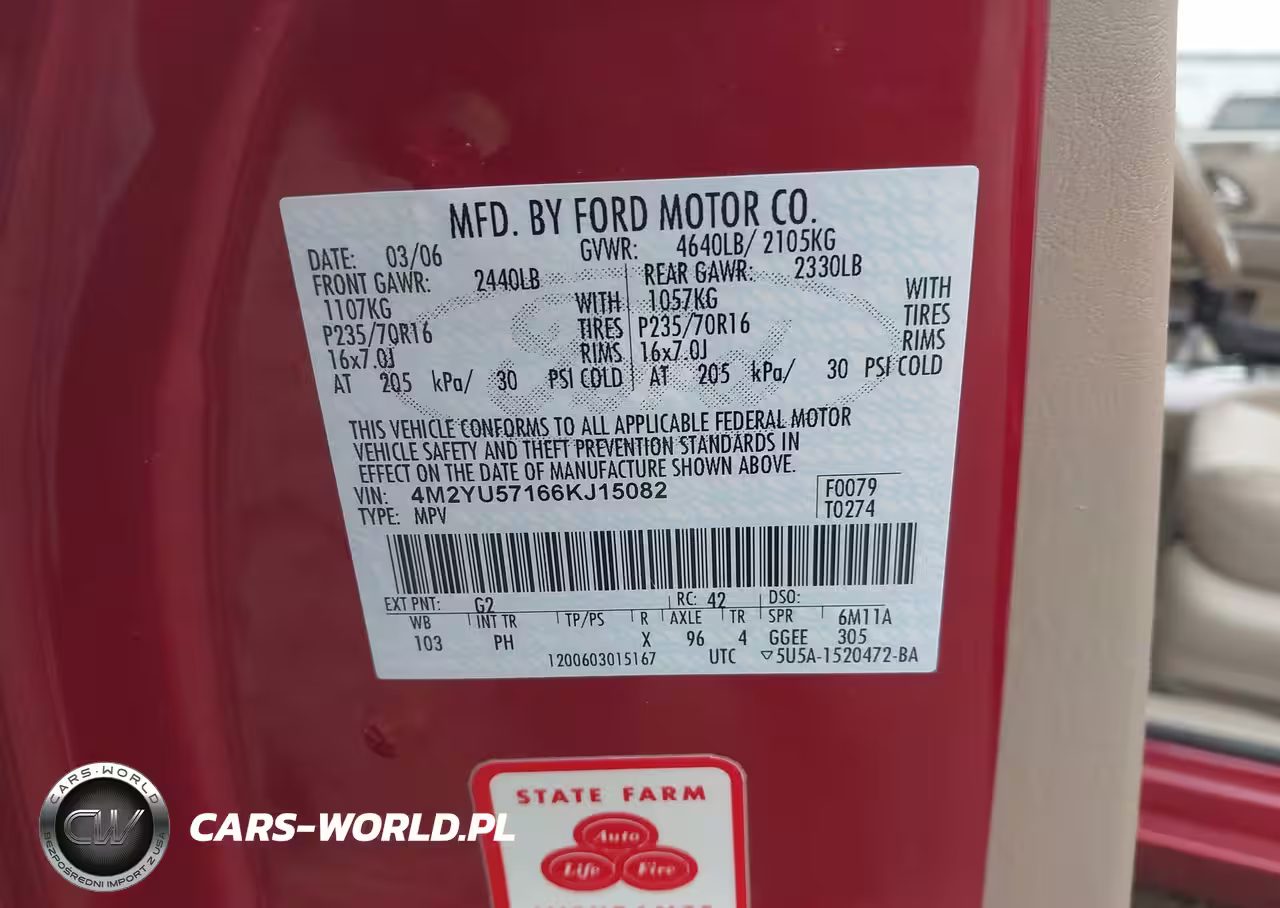 MFD. BY FORD MOTOR CO.
DATE: 03/06 GVWR: 4640LB/ 2105KG
FRONT GAWR: 2440LB REAR GAWR: 2330LB
1107KG WITH 1057KG WITH
P235/70R16 TIRES P235/70R16 TIRES
16x7.0J RIMS 16x7.0J RIMS
AT 205 kPa/ 30 PSI COLD AT 205 kPa/ 30 PSI COLD
THIS VEHICLE CONFORMS TO ALL APPLICABLE FEDERAL MOTOR
VEHICLE SAFETY AND THEFT PREVENTION STANDARDS IN
EFFECT ON THE DATE OF MANUFACTURE SHOWN ABOVE.
VIN: 4M2YU57166KJ15082 F0079
TYPE: MPV T0274
EXT PNT: G2 RC: 42 DSO:
WB INT TR TP/PS R AXLE TR SPR 6M11A
103 PH X 96 4 GGEE 305
1200603015167 UTC ▽5U5A-1520472-BA
STATE FARM
Auto
Life Fire
CARS-WORLD
CW
BEZPOŚREDNI IMPORT Z USA
CARS-WORLD.PL